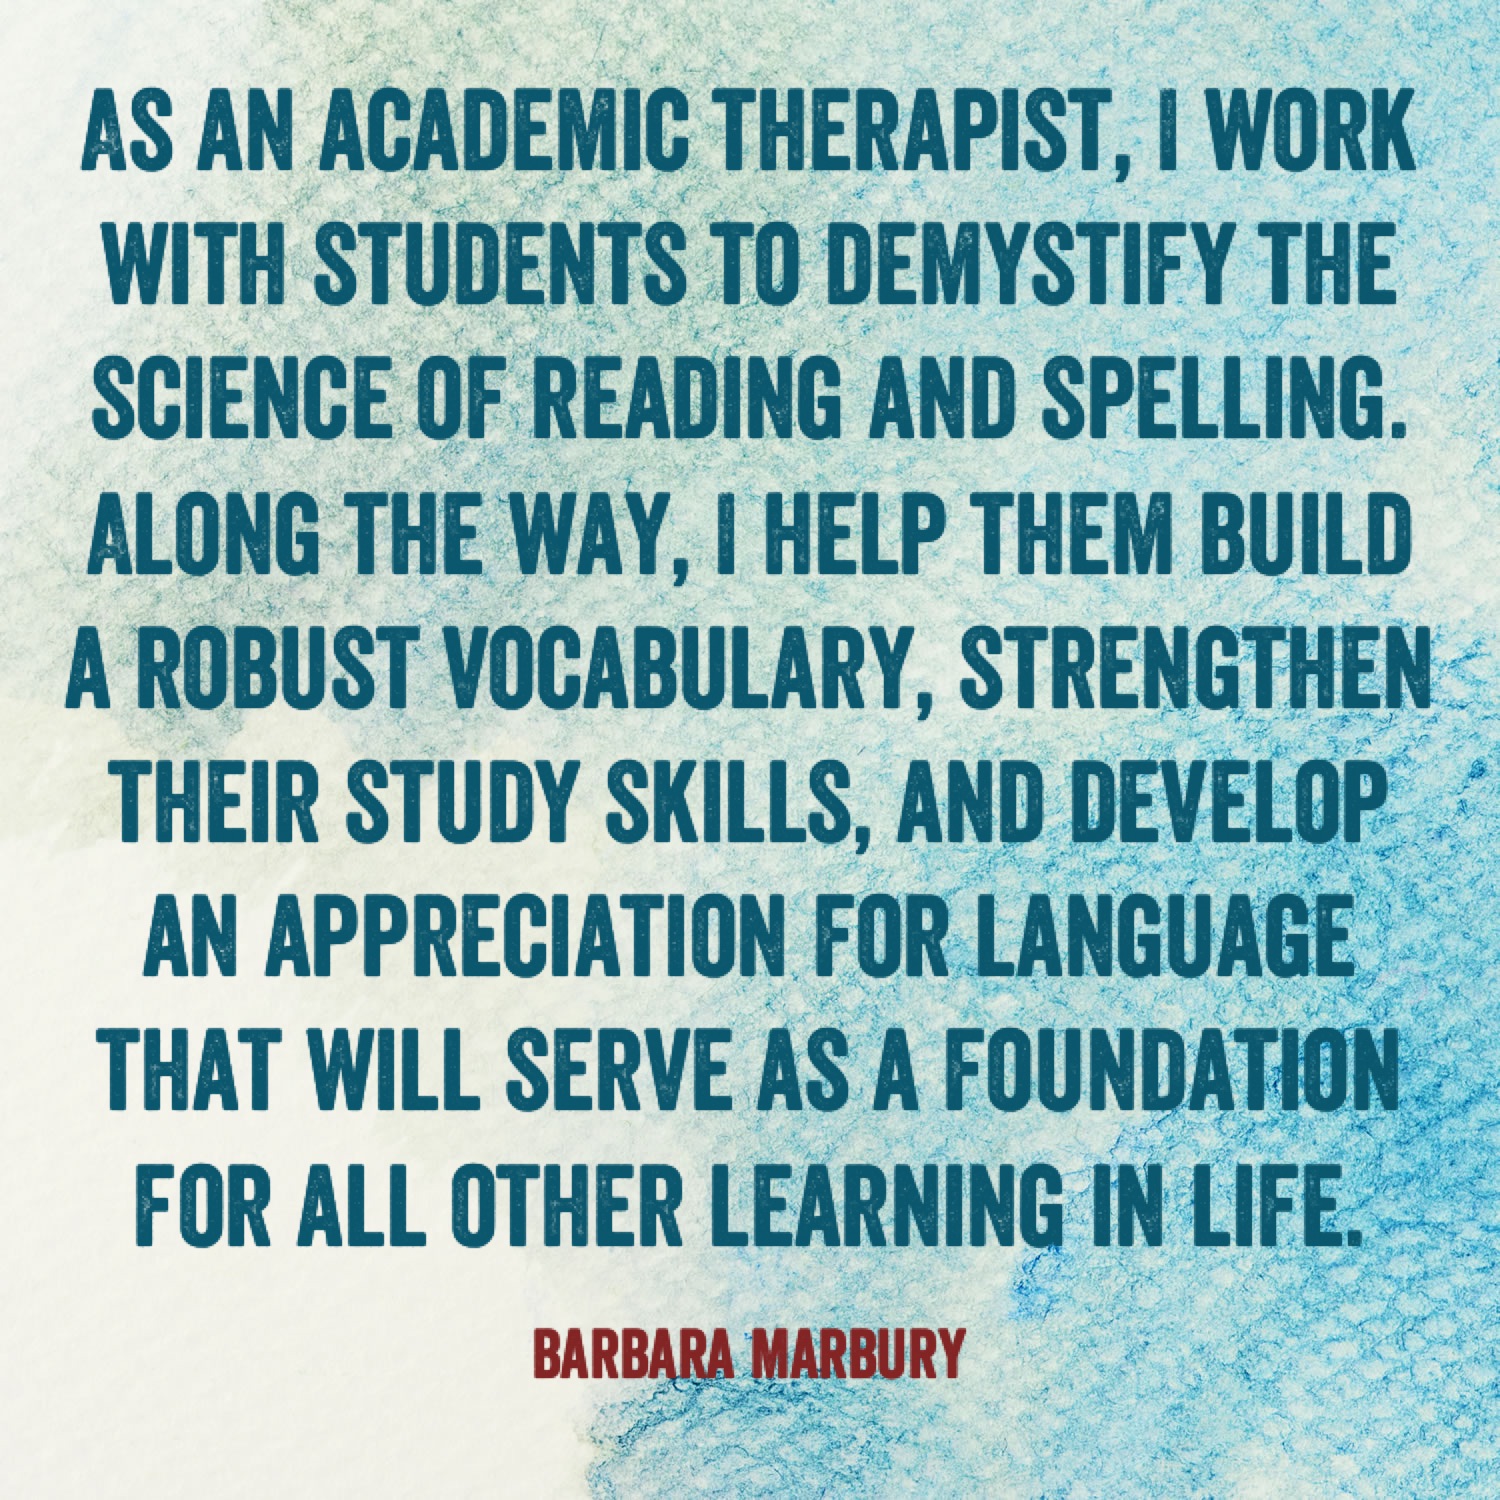 AS AN ACADEMIC THERAPIST, I WORK
WITH STUDENTS TO DEMYSTIFY THE
SCIENCE OF READING AND SPELLING.
ALONG THE WAY, I HELP THEM BUILD
A ROBUST VOCABULARY, STRENGTHEN
THEIR STUDY SKILLS, AND DEVELOP
AN APPRECIATION FOR LANGUAGE
THAT WILL SERVE AS A FOUNDATION
FOR ALL OTHER LEARNING IN LIFE.
BARBARA MARBURY